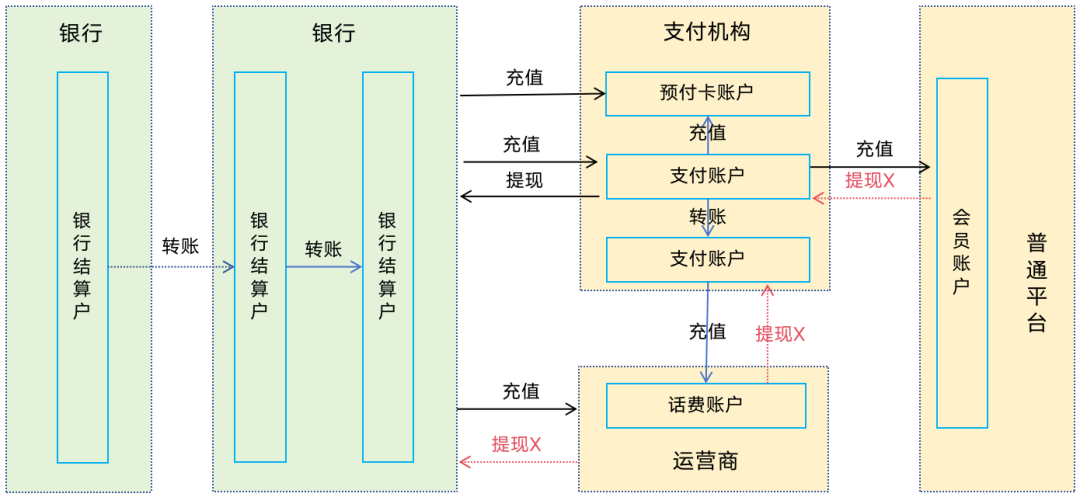 银行
银行
支付机构
充值
预付卡账户
充值
充值
充值
支付账户
提现
提现X
转账
银行结算户
转账
银行结算户
转账
银行结算户
支付账户
会员账户
普通平台
充值
提现X
充值
话费账户
提现X
运营商